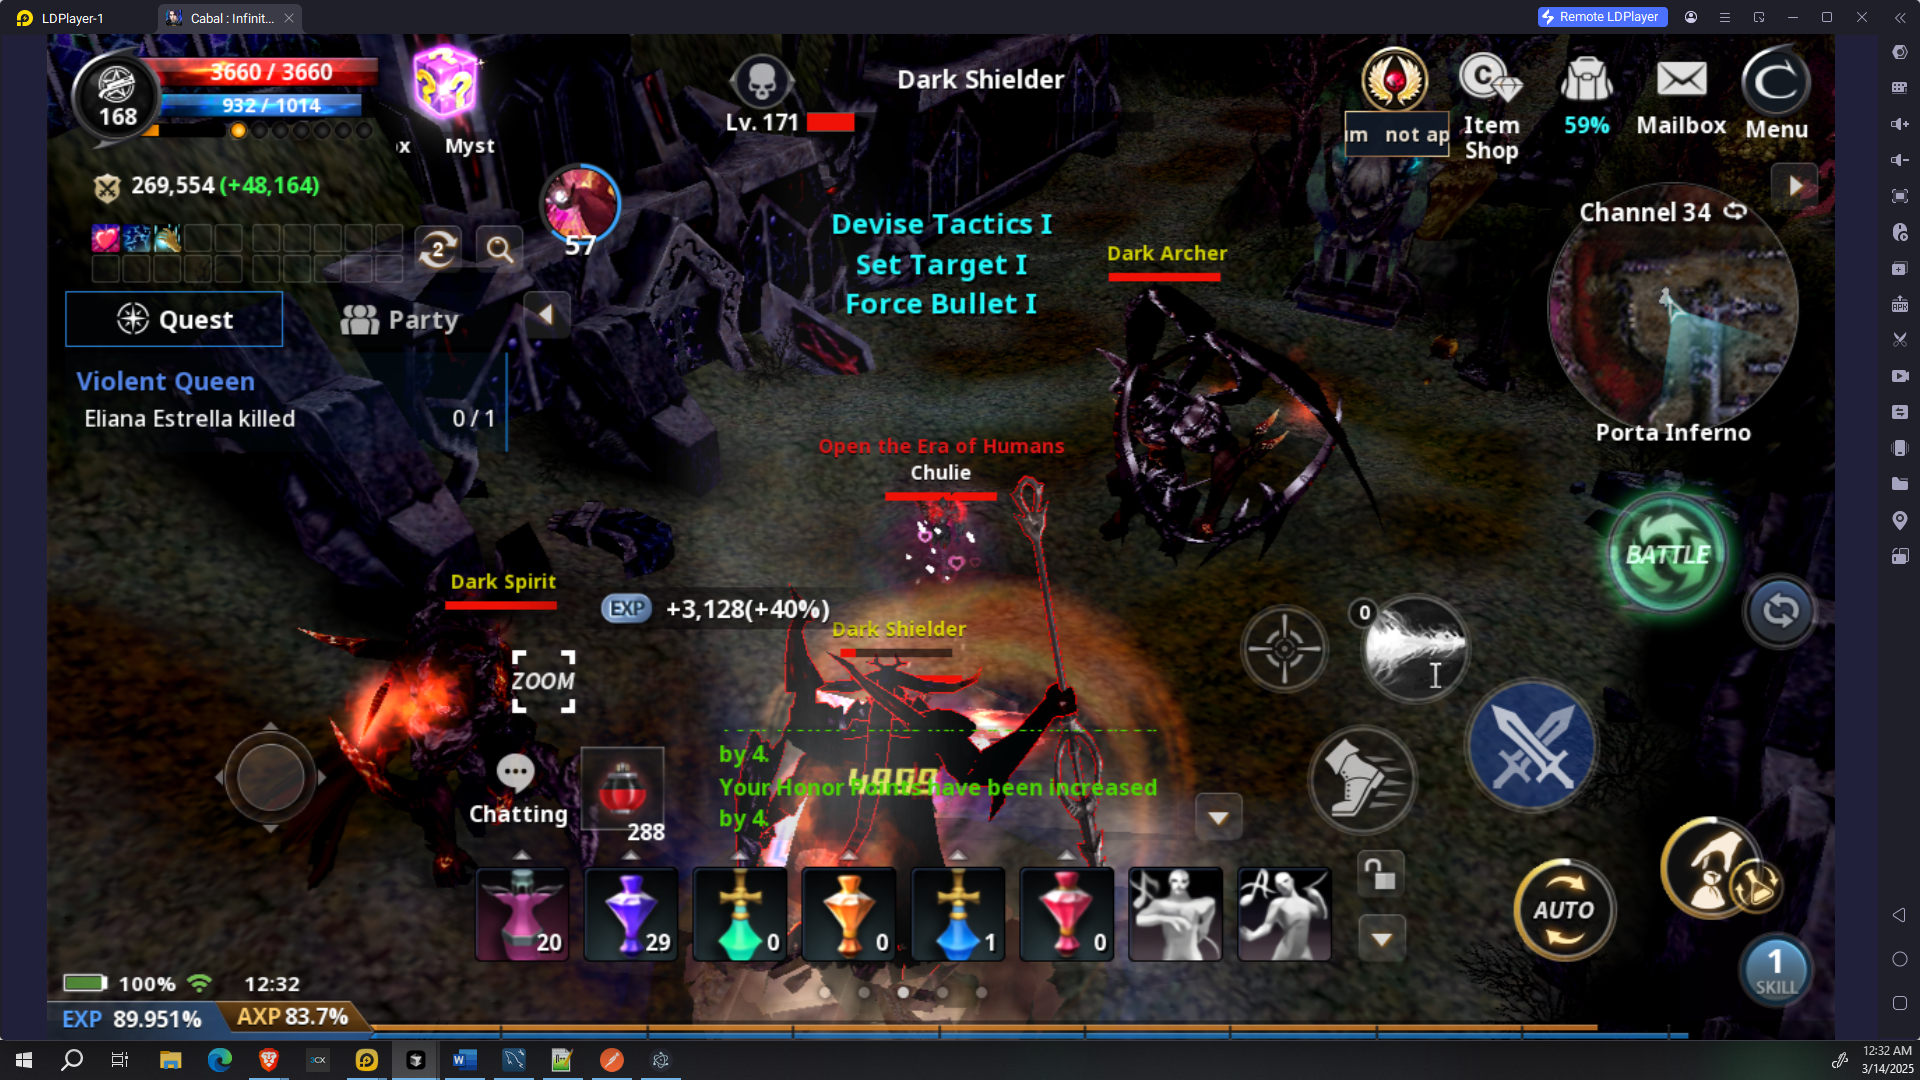 LDPlayer-1
Cabal : Infinit...
Remote LDPlayer
168
3660 / 3660
932 / 1014
Myst
Lv. 171
Dark Shielder
not ap
Item
Shop
59%
Mailbox
Menu
269,554 (+48,164)
2
57
Devise Tactics I
Set Target I
Force Bullet I
Dark Archer
Channel 34
Quest
Party
Violent Queen
Eliana Estrella killed
0 / 1
Porta Inferno
Open the Era of Humans
Chulie
BATTLE
Dark Spirit
EXP +3,128(+40%)
Dark Shielder
0
ZOOM
by 4.
Your Honor Points have been increased
by 4.
Chatting
288
20
29
0
0
1
0
AUTO
1
SKILL
100%
12:32
EXP 89.951%
AXP 83.7%
12:32 AM
3/14/2025